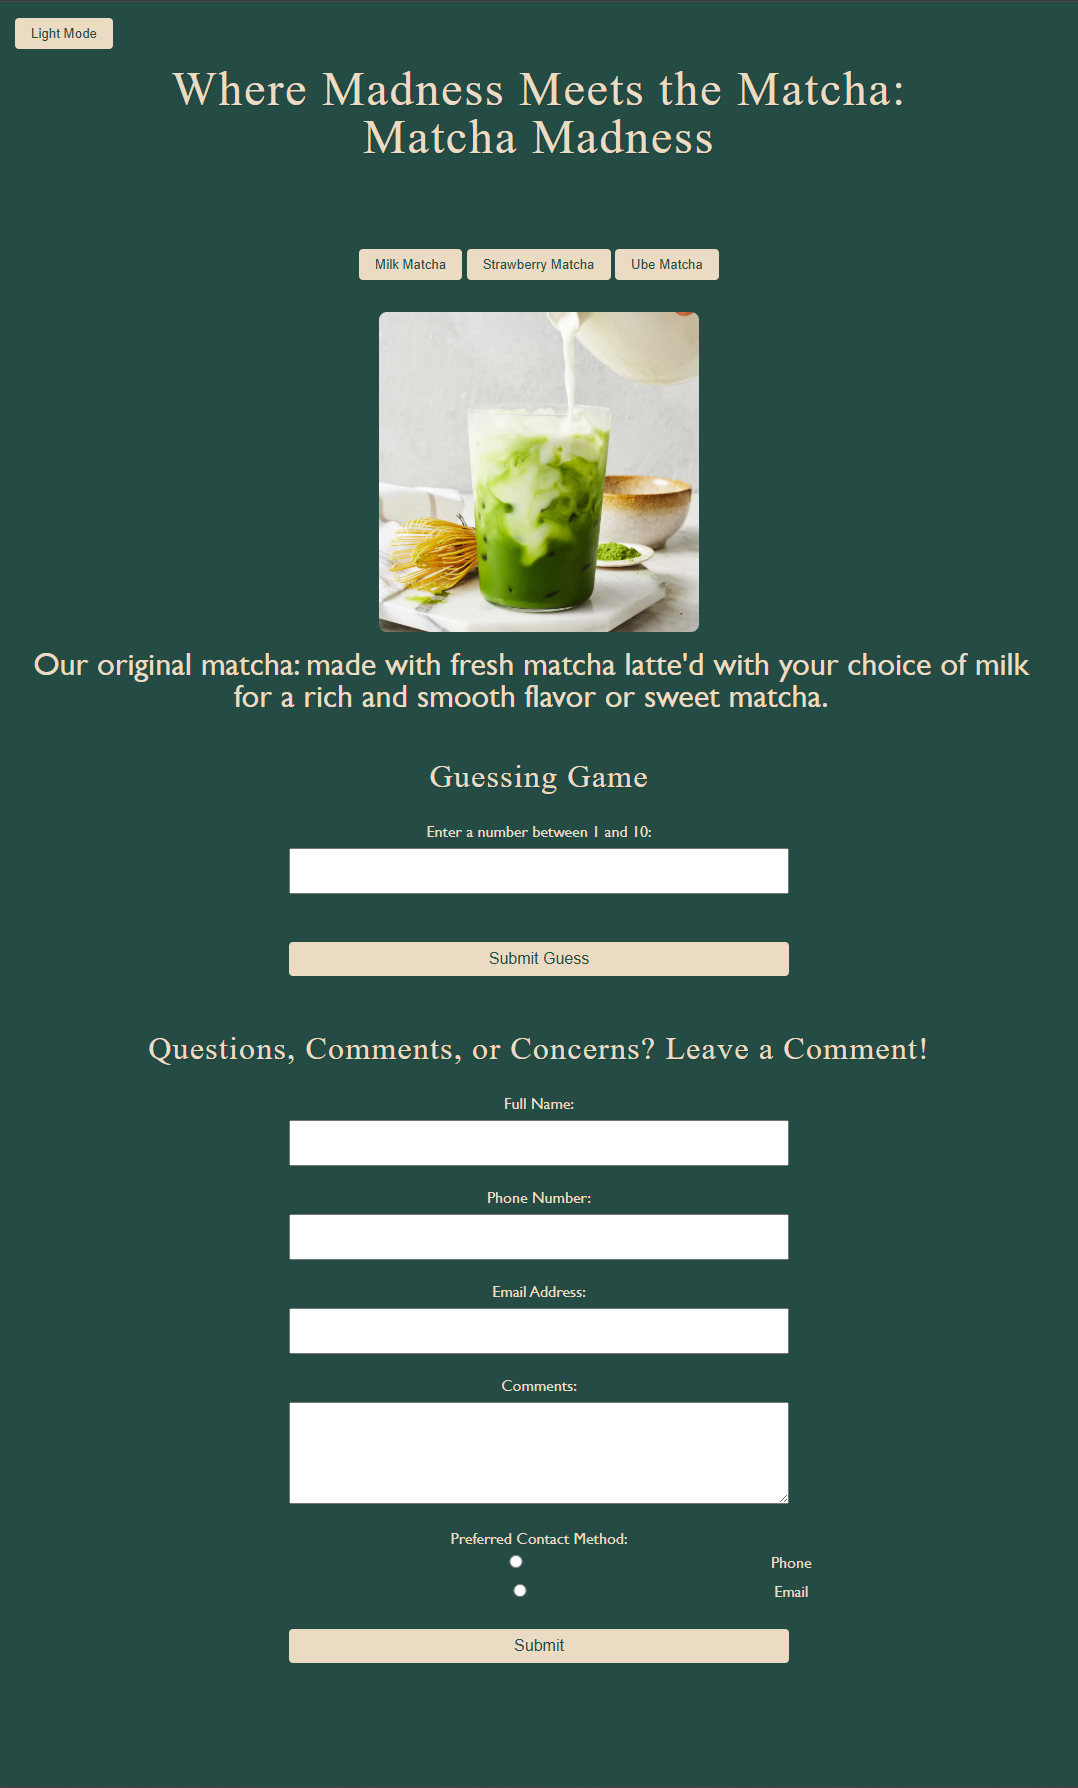 Light Mode
Where Madness Meets the Matcha:
Matcha Madness
Milk Matcha Strawberry Matcha Ube Matcha
Our original matcha: made with fresh matcha latte'd with your choice of milk
for a rich and smooth flavor or sweet matcha.
Guessing Game
Enter a number between 1 and 10:
Submit Guess
Questions, Comments, or Concerns? Leave a Comment!
Full Name:
Phone Number:
Email Address:
Comments:
Preferred Contact Method:
Phone
Email
Submit